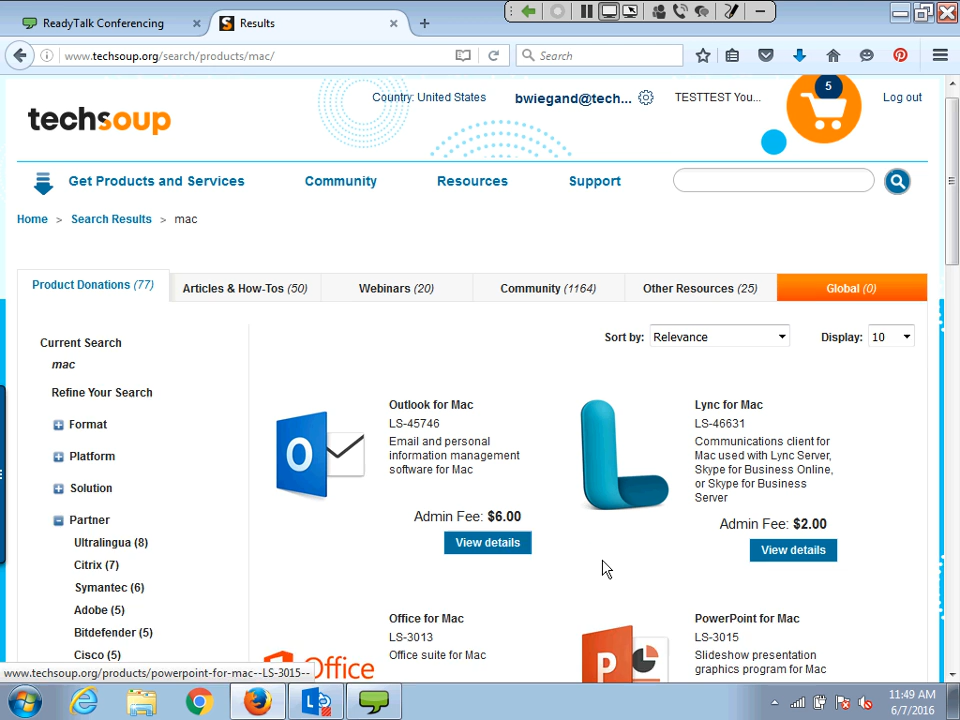 ReadyTalk Conferencing
Results
www.techsoup.org/search/products/mac/
Search
techsoup
Country: United States
bwiegand@tech...
TESTTEST You...
5
Log out
Get Products and Services
Community
Resources
Support
Home > Search Results > mac
Product Donations (77)
Articles & How-Tos (50)
Webinars (20)
Community (1164)
Other Resources (25)
Global (0)
Current Search
mac
Refine Your Search
Format
Platform
Solution
Partner
Ultralingua (8)
Citrix (7)
Symantec (6)
Adobe (5)
Bitdefender (5)
Cisco (5)
Sort by: Relevance
Display: 10
Outlook for Mac
LS-45746
Email and personal
information management
software for Mac
Admin Fee: $6.00
View details
Lync for Mac
LS-46631
Communications client for
Mac used with Lync Server,
Skype for Business Online,
or Skype for Business
Server
Admin Fee: $2.00
View details
Office for Mac
LS-3013
Office suite for Mac
Office
PowerPoint for Mac
LS-3015
Slideshow presentation
graphics program for Mac
P
www.techsoup.org/products/powerpoint-for-mac--LS-3015--
11:49 AM
6/7/2016